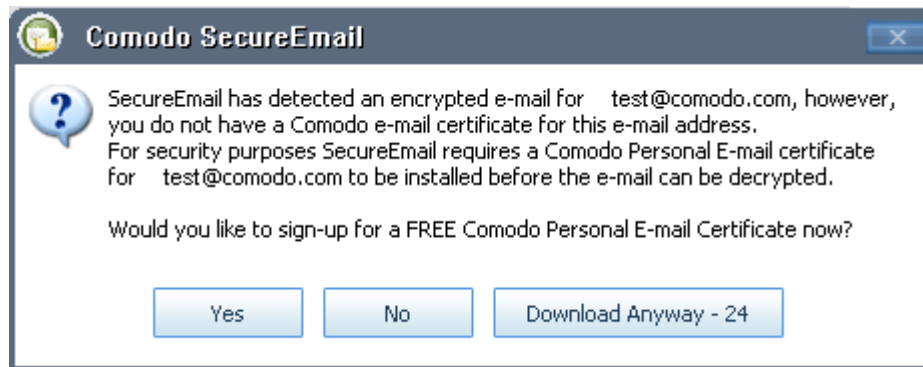 Comodo SecureEmail
SecureEmail has detected an encrypted e-mail for test@comodo.com, however,
you do not have a Comodo e-mail certificate for this e-mail address.
For security purposes SecureEmail requires a Comodo Personal E-mail certificate
for test@comodo.com to be installed before the e-mail can be decrypted.
Would you like to sign-up for a FREE Comodo Personal E-mail Certificate now?
Yes
No
Download Anyway - 24